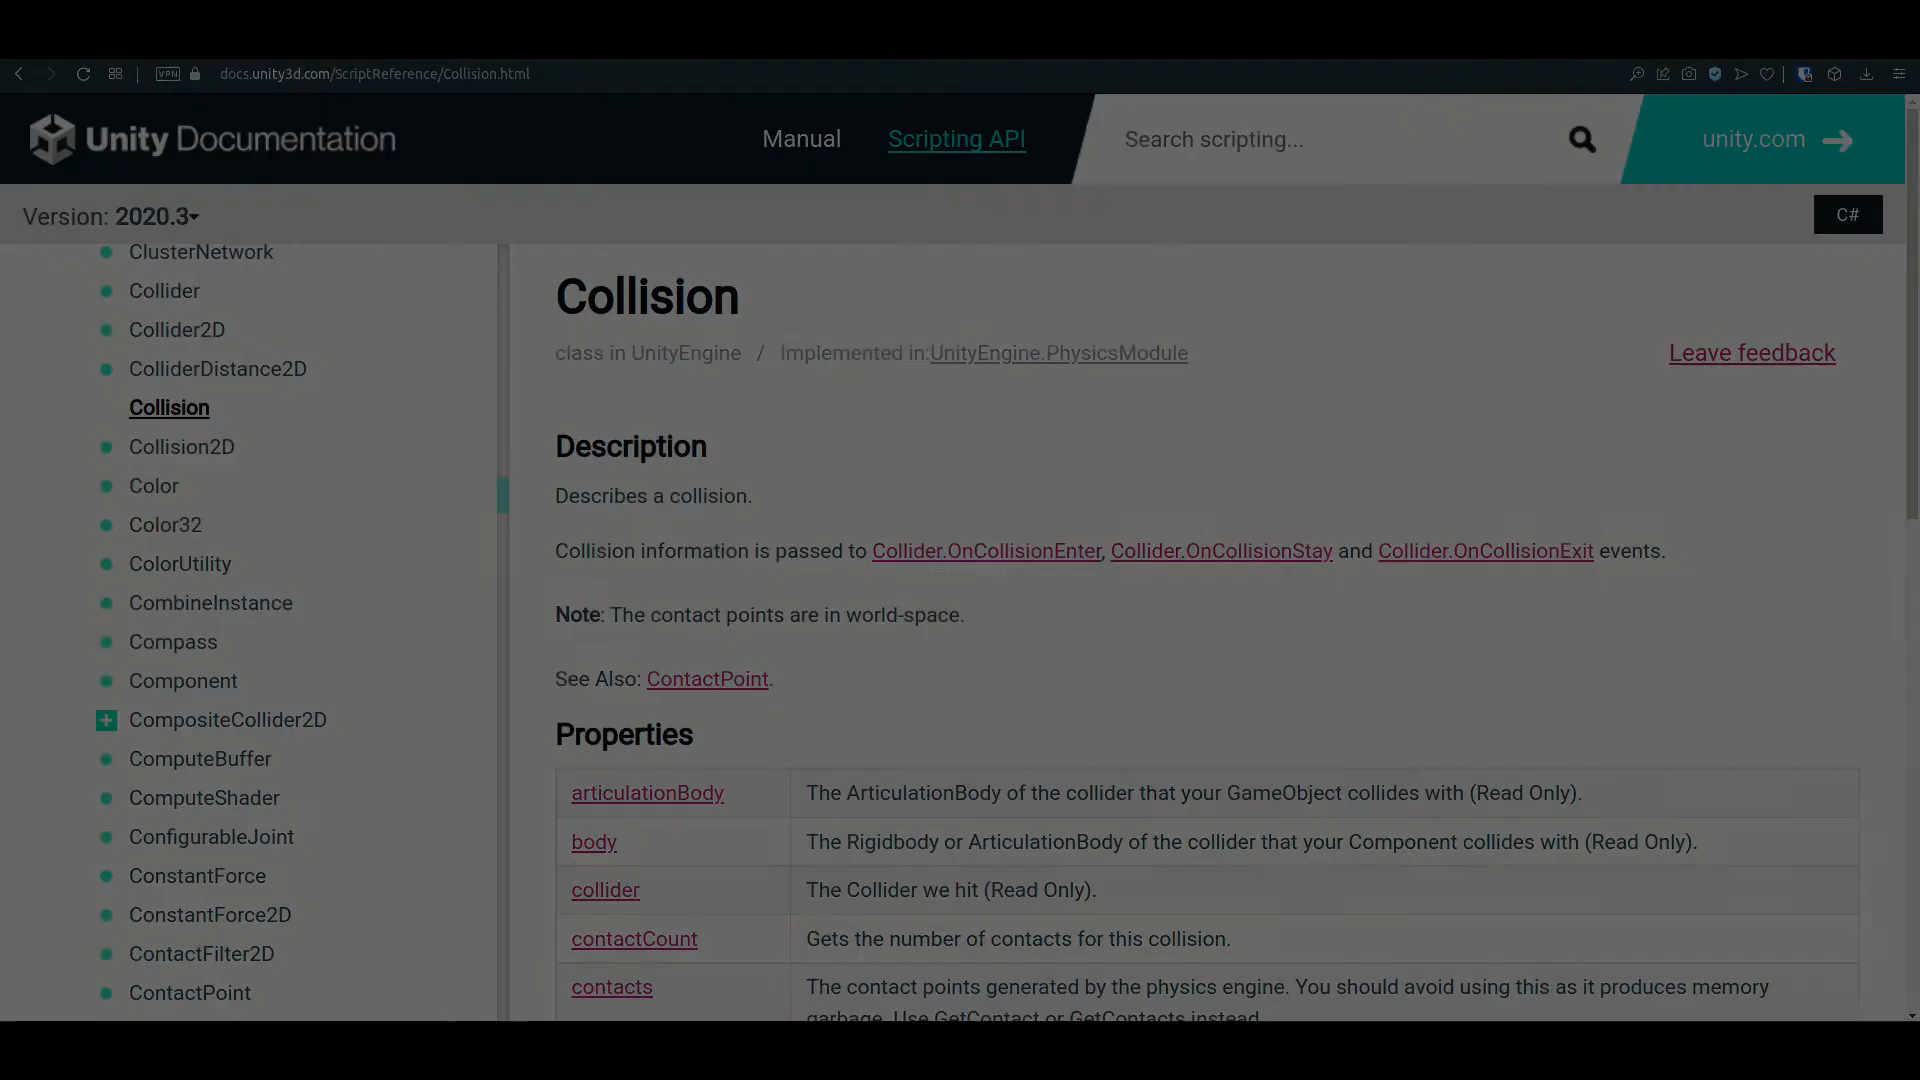 VPN docs.unity3d.com/ScriptReference/Collision.html
Unity Documentation
Manual
Scripting API
Search scripting...
unity.com
Version: 2020.3
C#
ClusterNetwork
Collider
Collider2D
ColliderDistance2D
Collision
Collision2D
Color
Color32
ColorUtility
CombineInstance
Compass
Component
CompositeCollider2D
ComputeBuffer
ComputeShader
ConfigurableJoint
ConstantForce
ConstantForce2D
ContactFilter2D
ContactPoint
Collision
class in UnityEngine / Implemented in:UnityEngine.PhysicsModule
Leave feedback
Description
Describes a collision.
Collision information is passed to Collider.OnCollisionEnter, Collider.OnCollisionStay and Collider.OnCollisionExit events.
Note: The contact points are in world-space.
See Also: ContactPoint.
Properties
articulationBody The ArticulationBody of the collider that your GameObject collides with (Read Only).
body The Rigidbody or ArticulationBody of the collider that your Component collides with (Read Only).
collider The Collider we hit (Read Only).
contactCount Gets the number of contacts for this collision.
contacts The contact points generated by the physics engine. You should avoid using this as it produces memory
garbage. Use GetContact or GetContacts instead.